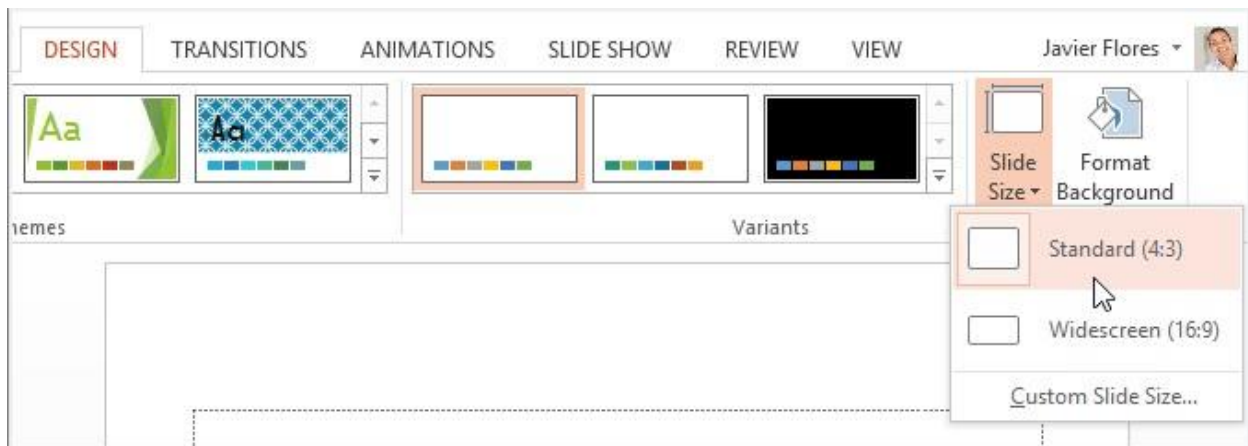 DESIGN TRANSITIONS ANIMATIONS SLIDE SHOW REVIEW VIEW Javier Flores
Aa Aa
Slide
Size
Format
Background
hemes Variants
Standard (4:3)
Widescreen (16:9)
Custom Slide Size...